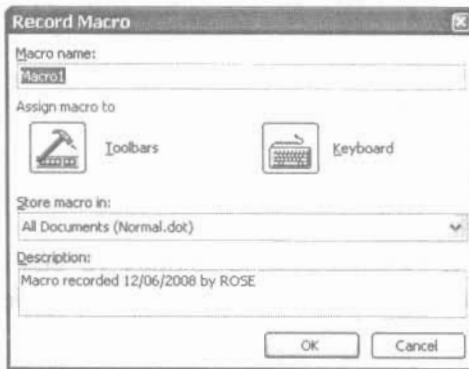 Record Macro
Macro name:
Macro1
Assign macro to
Toolbars
Keyboard
Store macro in:
All Documents (Normal.dot)
Description:
Macro recorded 12/06/2008 by ROSE
OK
Cancel